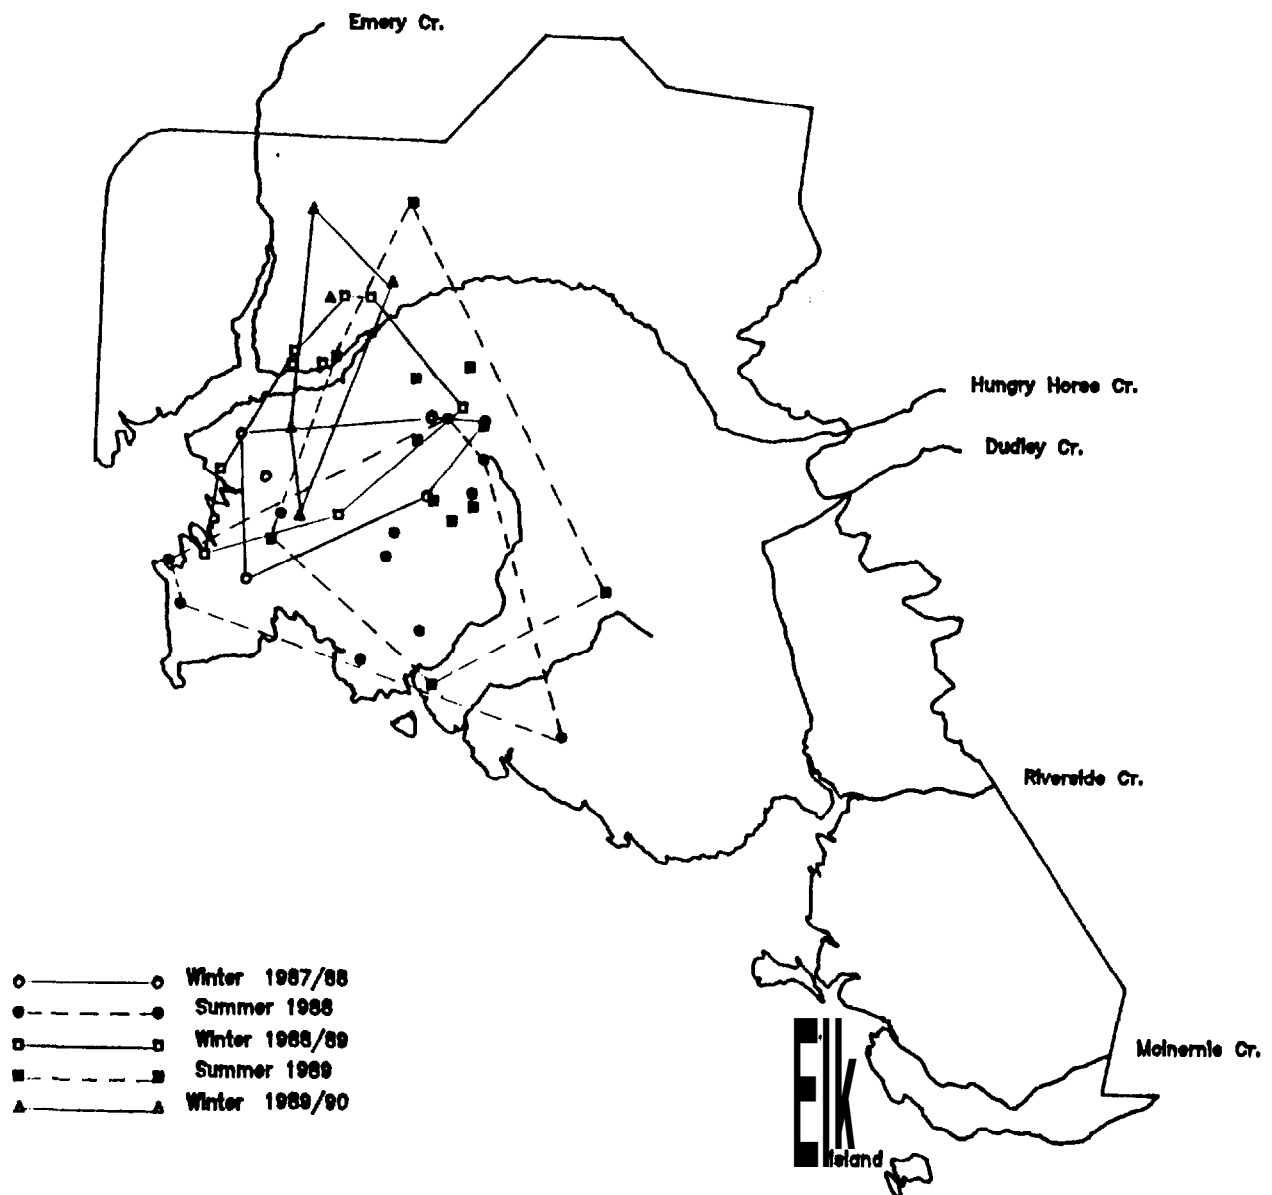 Emery Cr.
Hungry Horse Cr.
Dudley Cr.
Riverside Cr.
Winter 1987/88
Summer 1988
Winter 1988/89
Summer 1989
Winter 1989/90
McInernie Cr.
Elk
Island